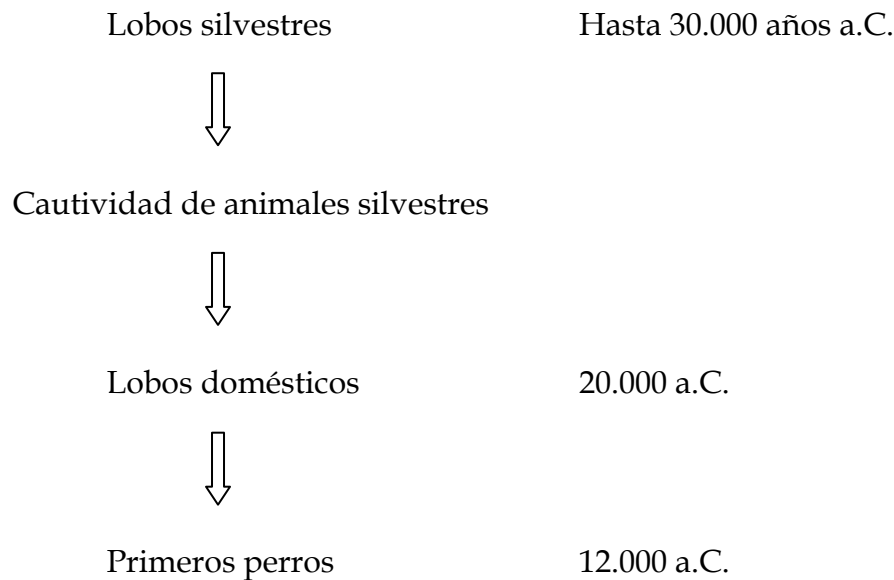 Lobos silvestres Hasta 30.000 años a.C.
Cautividad de animales silvestres
Lobos domésticos 20.000 a.C.
Primeros perros 12.000 a.C.